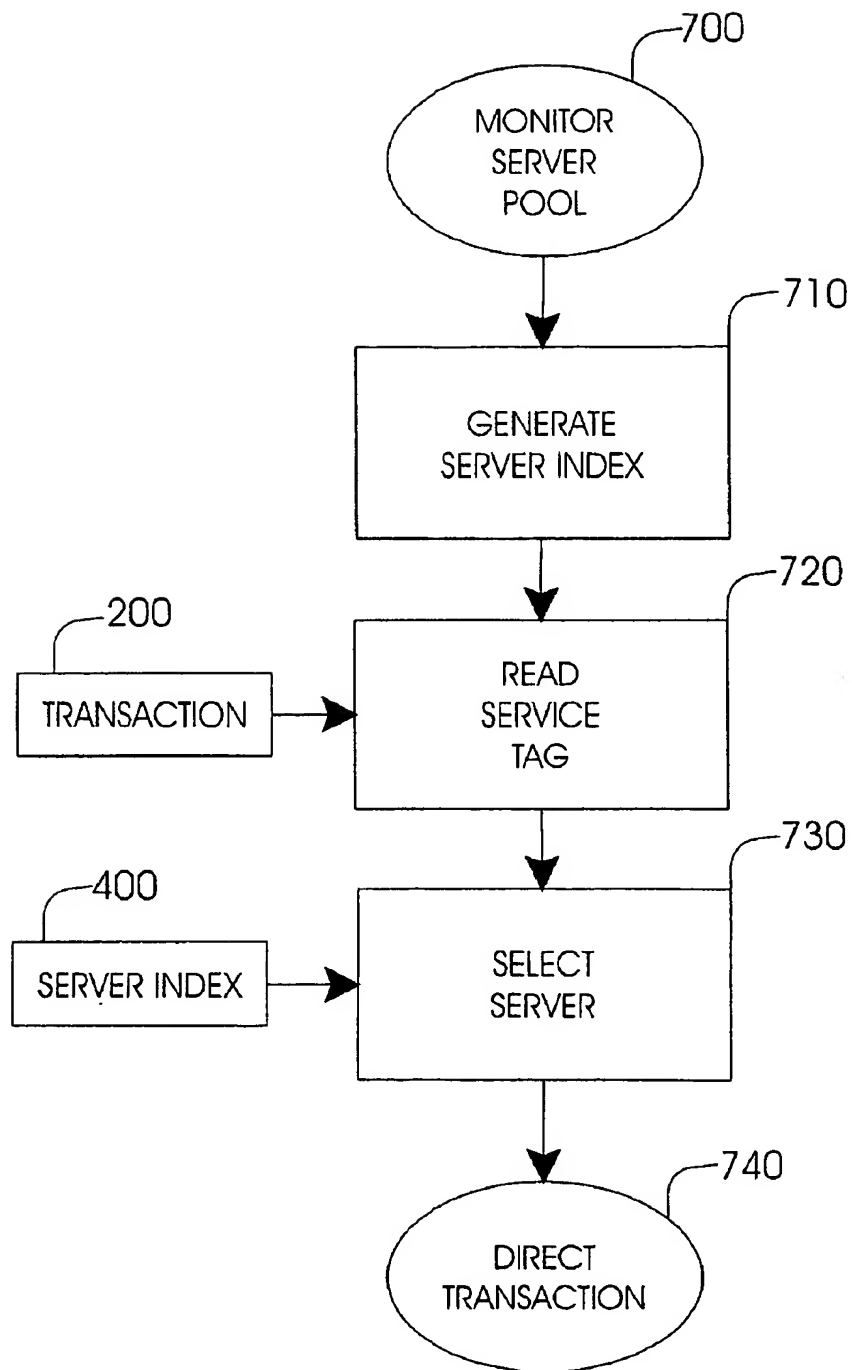 700
MONITOR
SERVER
POOL
710
GENERATE
SERVER INDEX
720
200
TRANSACTION
READ
SERVICE
TAG
730
400
SERVER INDEX
SELECT
SERVER
740
DIRECT
TRANSACTION